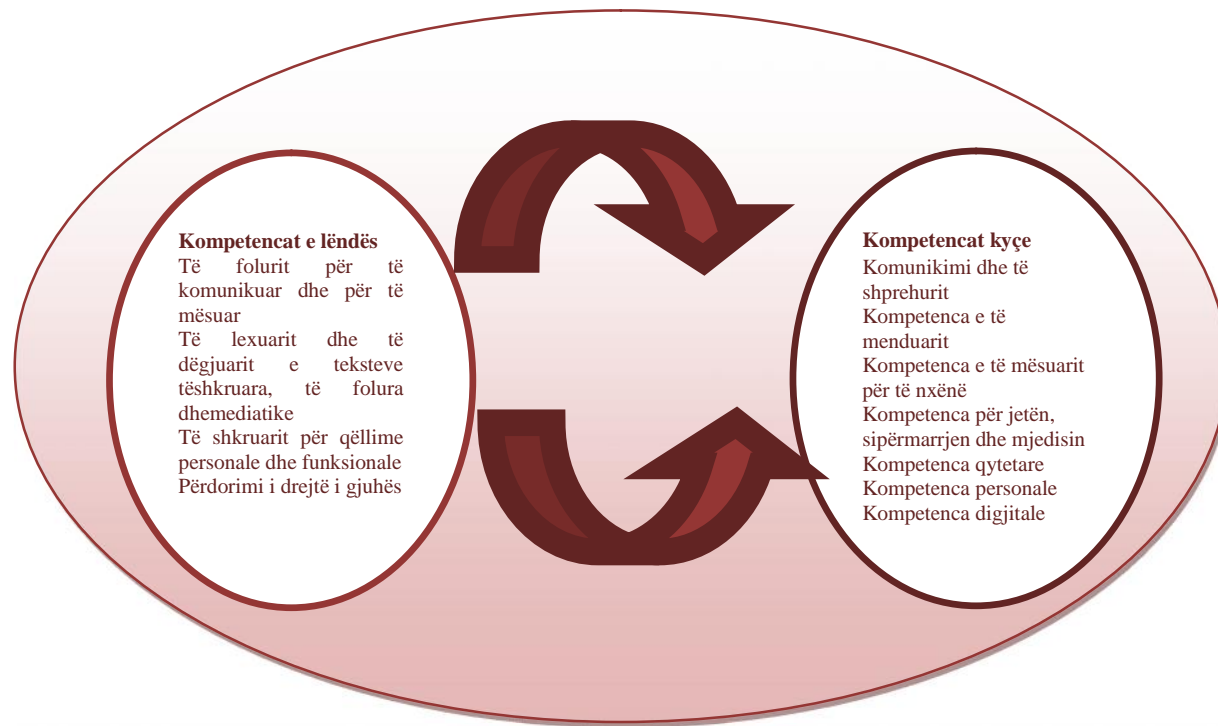 Kompetencat e lëndës
Të folurit për të
komunikuar dhe për të
mësuar
Të lexuarit dhe të
dëgjuarit e teksteve
tëshkruara, të folura
dhemediatike
Të shkruarit për qëllime
personale dhe funksionale
Përdorimi i drejtë i gjuhës
Kompetencat kyçe
Komunikimi dhe të
shprehurit
Kompetenca e të
menduarit
Kompetenca e të mësuarit
për të nxënë
Kompetenca për jetën,
sipërmarrjen dhe mjedisin
Kompetenca qytetare
Kompetenca personale
Kompetenca digjitale